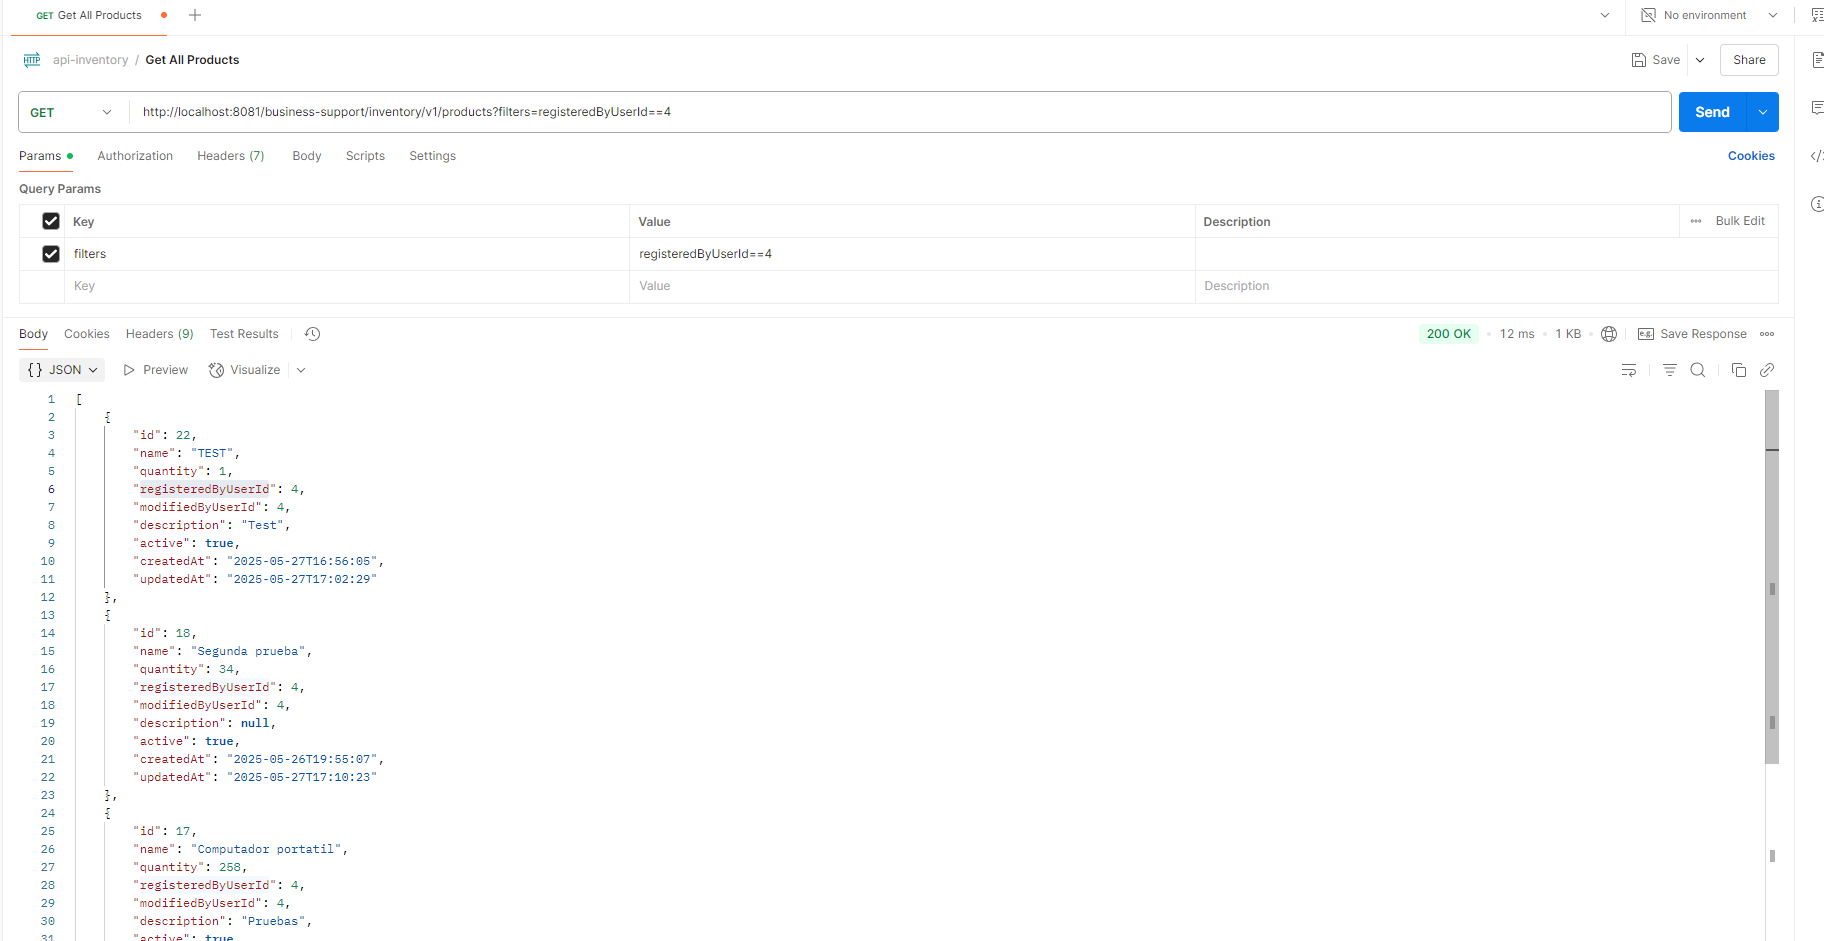 GET Get All Products
No environment
HTTP api-inventory / Get All Products
Save
Share
GET
http://localhost:8081/business-support/inventory/v1/products?filters=registeredByUserId==4
Send
Params
Authorization
Headers (7)
Body
Scripts
Settings
Cookies
Query Params
Key Value Description Bulk Edit
filters registeredByUserId==4
Key Value Description
Body Cookies Headers (9) Test Results
200 OK 12 ms 1 KB e.g. Save Response
{} JSON Preview Visualize
1 [
2 {
3 "id": 22,
4 "name": "TEST",
5 "quantity": 1,
6 "registeredByUserId": 4,
7 "modifiedByUserId": 4,
8 "description": "Test",
9 "active": true,
10 "createdAt": "2025-05-27T16:56:05",
11 "updatedAt": "2025-05-27T17:02:29"
12 },
13 {
14 "id": 18,
15 "name": "Segunda prueba",
16 "quantity": 34,
17 "registeredByUserId": 4,
18 "modifiedByUserId": 4,
19 "description": null,
20 "active": true,
21 "createdAt": "2025-05-26T19:55:07",
22 "updatedAt": "2025-05-27T17:10:23"
23 },
24 {
25 "id": 17,
26 "name": "Computador portatil",
27 "quantity": 258,
28 "registeredByUserId": 4,
29 "modifiedByUserId": 4,
30 "description": "Pruebas",
31 "active": true